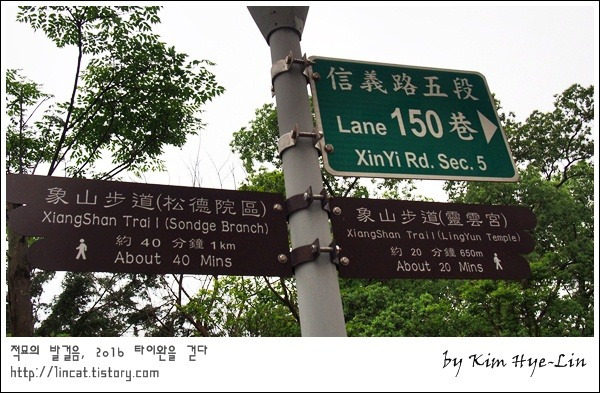 信義路五段
Lane 150 巷
XinYi Rd. Sec. 5
象山步道(松德院區)
XiangShan Trail (Sondge Branch)
約 40 分鐘 1km
About 40 Mins
象山步道(靈雲宮)
XiangShan Trail (LingYun Temple)
約 20 分鐘 650m
About 20 Mins
적묘의 발걸음, 2016 타이완을 걷다
http://lincat.tistory.com
by Kim Hye-Lin